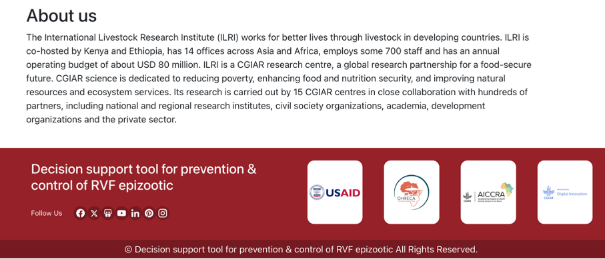 About us
The International Livestock Research Institute (ILRI) works for better lives through livestock in developing countries. ILRI is
co-hosted by Kenya and Ethiopia, has 14 offices across Asia and Africa, employs some 700 staff and has an annual
operating budget of about USD 80 million. ILRI is a CGIAR research centre, a global research partnership for a food-secure
future. CGIAR science is dedicated to reducing poverty, enhancing food and nutrition security, and improving natural
resources and ecosystem services. Its research is carried out by 15 CGIAR centres in close collaboration with hundreds of
partners, including national and regional research institutes, civil society organizations, academia, development
organizations and the private sector.
Decision support tool for prevention &
control of RVF epizootic
USAID
OHRECA
AICCRA
Digital Innovation
Follow Us
© Decision support tool for prevention & control of RVF epizootic All Rights Reserved.